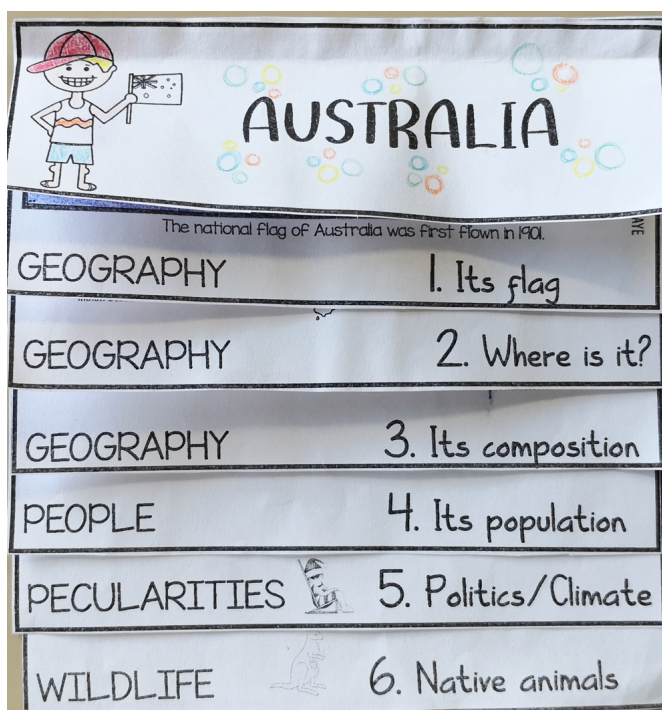 AUSTRALIA
The national flag of Australia was first flown in 1901.
GEOGRAPHY 1. Its flag
GEOGRAPHY 2. Where is it?
GEOGRAPHY 3. Its composition
PEOPLE 4. Its population
PECULARITIES 5. Politics/Climate
WILDLIFE 6. Native animals